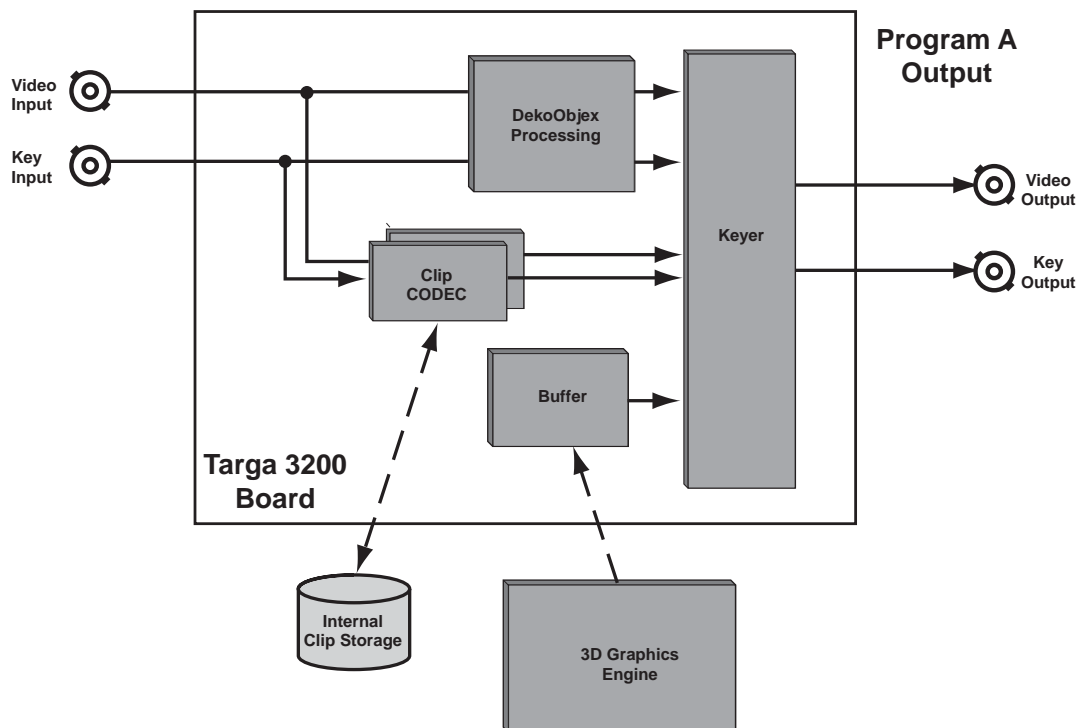 Program A
Output
Video
Input
DekoObjex
Processing
Key
Input
Video
Output
Keyer
Clip
CODEC
Key
Output
Buffer
Targa 3200
Board
Internal
Clip Storage
3D Graphics
Engine